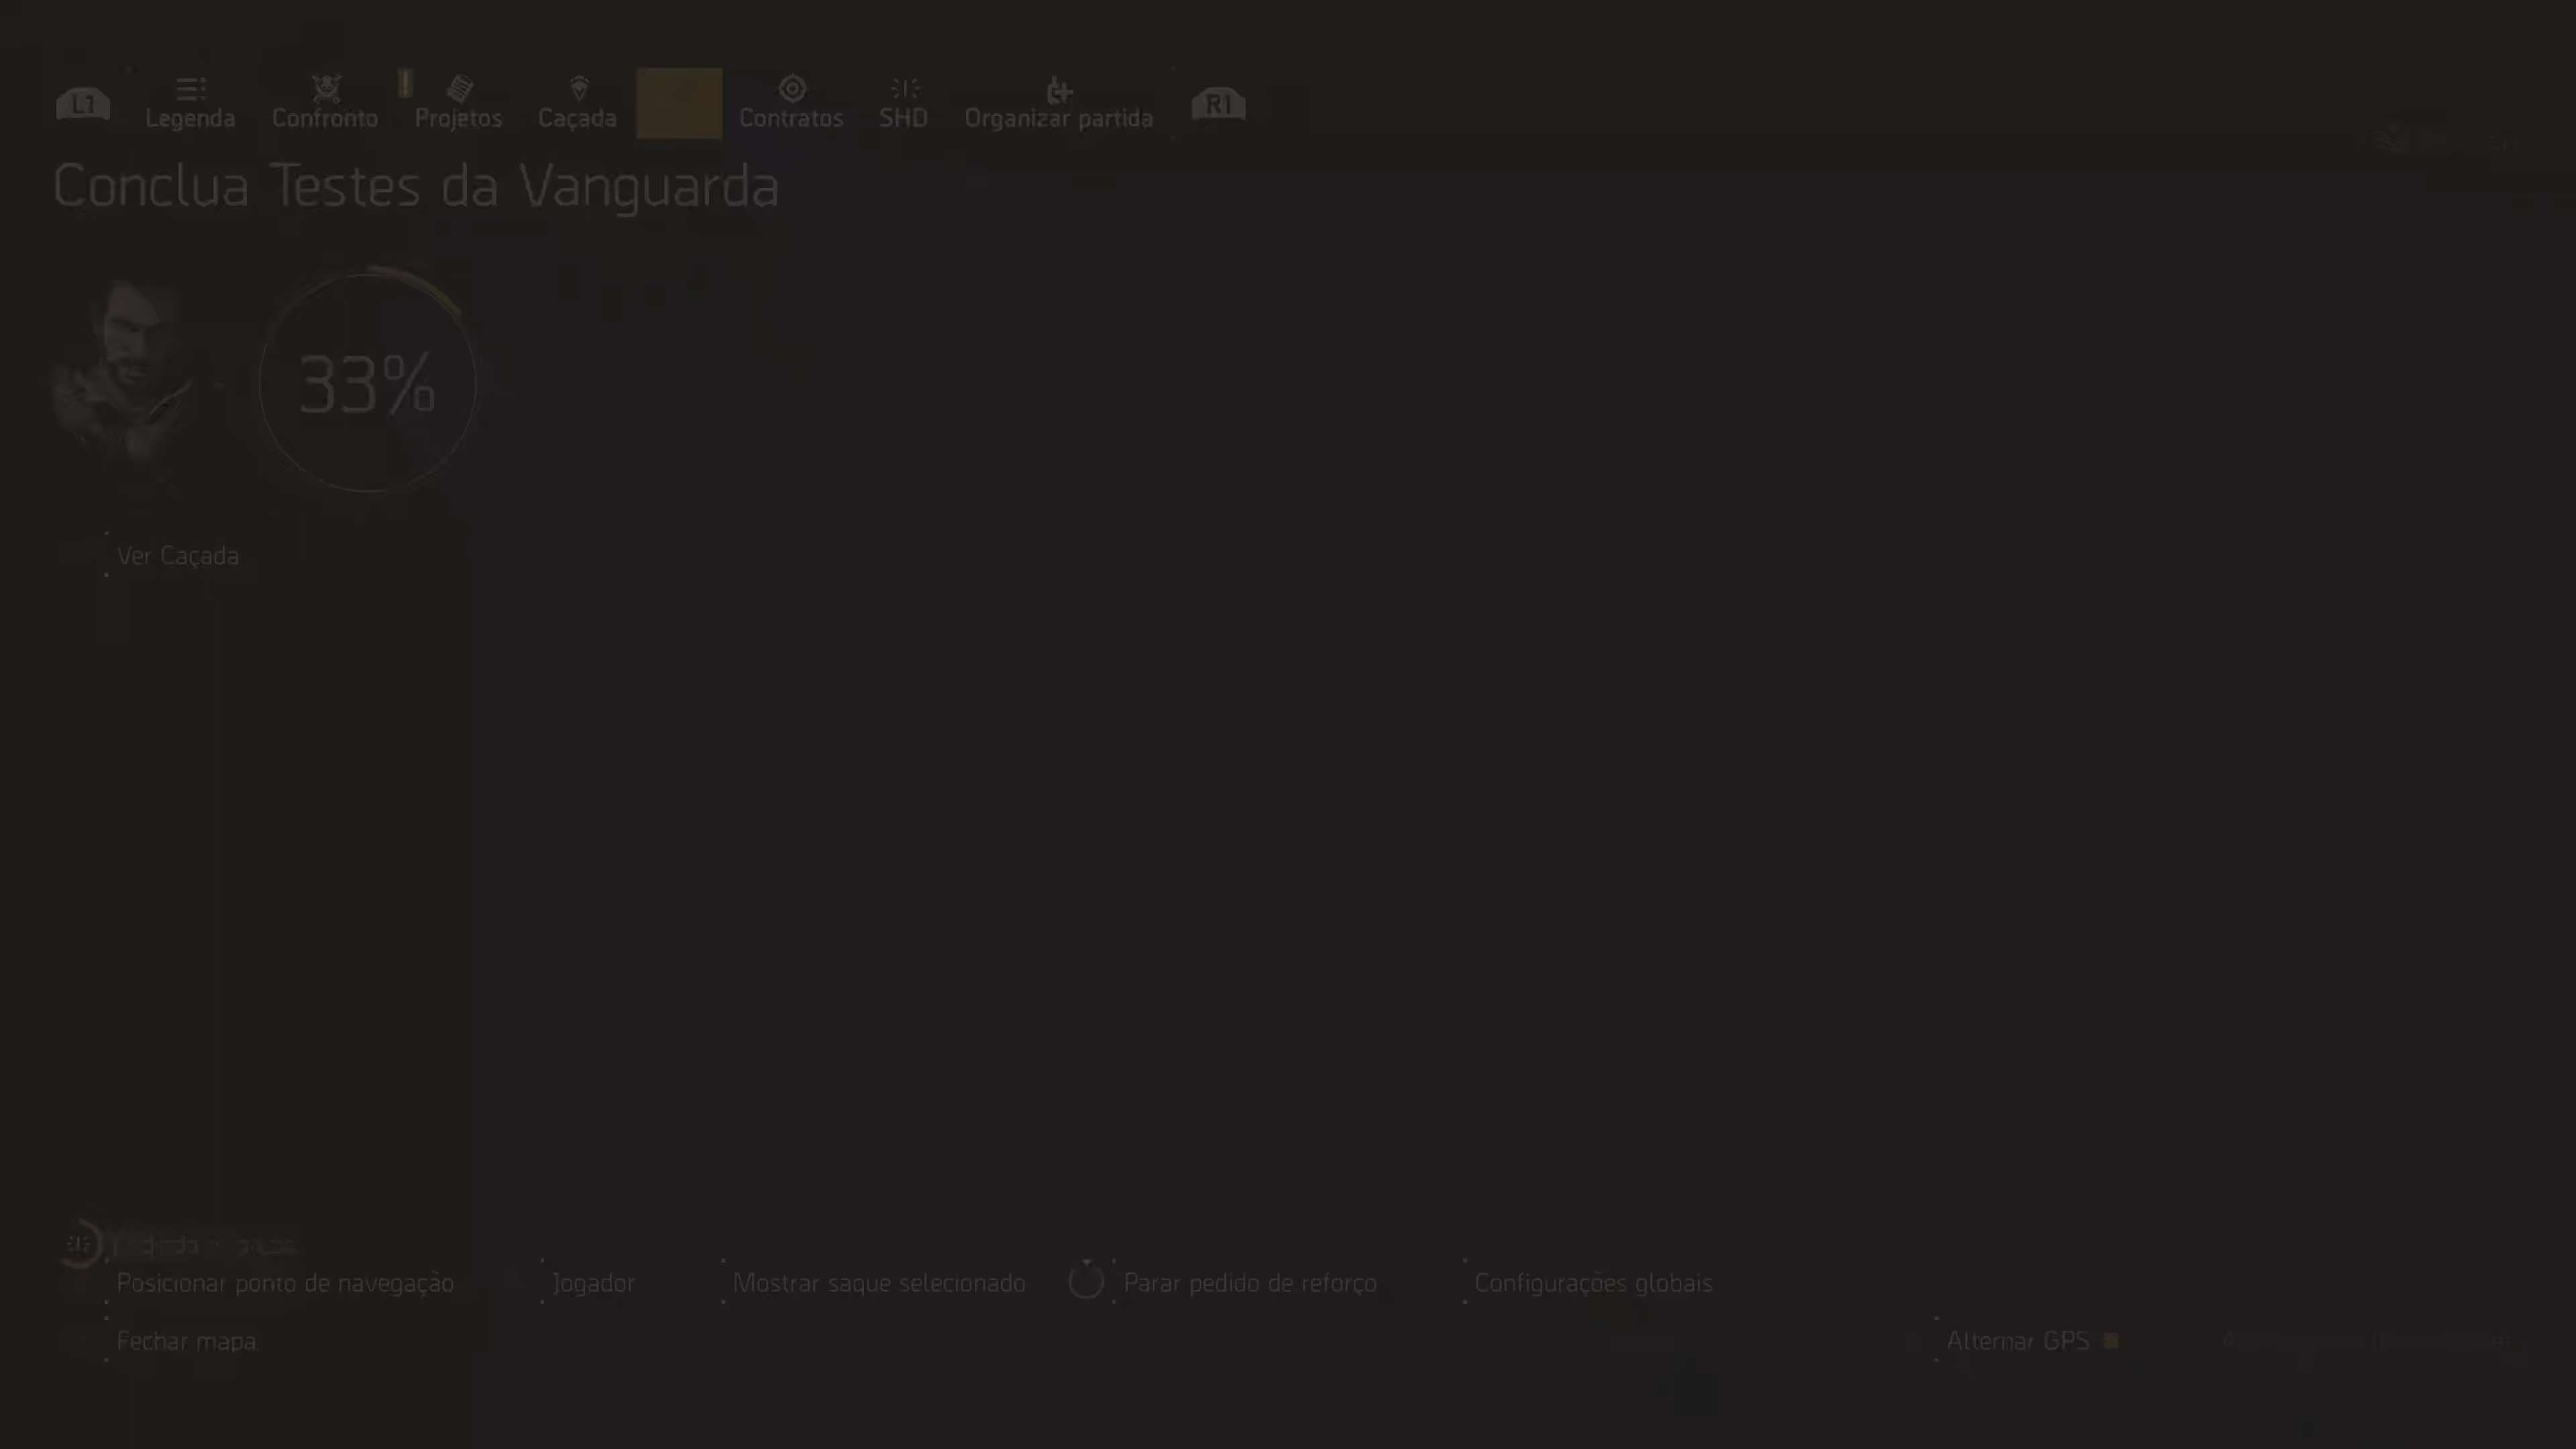 L1 Legenda Confronto Projetos Caçada Contratos SHD Organizar partida R1
Conclua Testes da Vanguarda
33%
Ver Caçada
Posicionar ponto de navegação Jogador Mostrar saque selecionado Parar pedido de reforço Configurações globais
Fechar mapa Alternar GPS